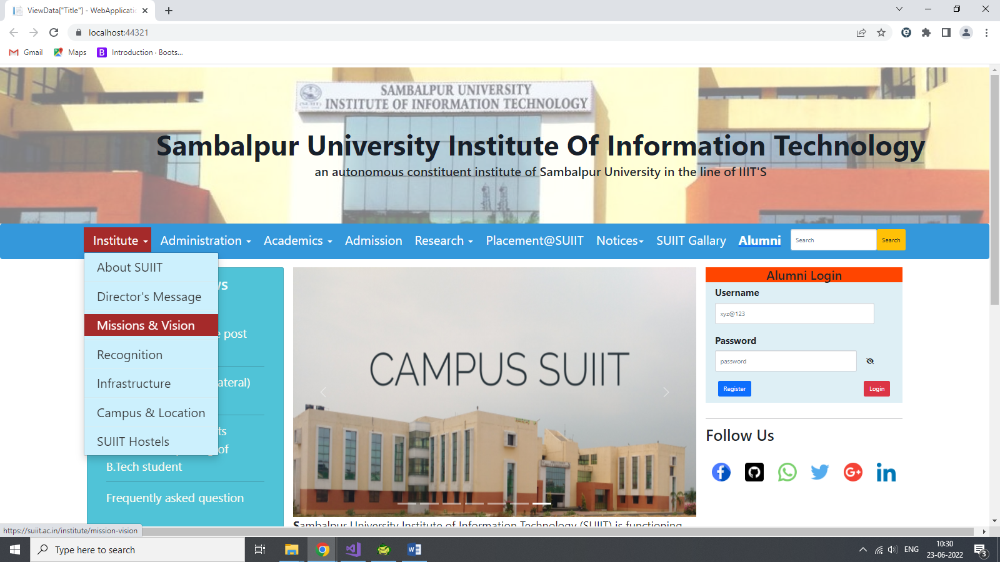 ViewData["Title"] - WebApplicatio
localhost:44321
Gmail
Maps
Introduction · Boots...
SAMBALPUR UNIVERSITY
INSTITUTE OF INFORMATION TECHNOLOGY
Sambalpur University Institute Of Information Technology
an autonomous constituent institute of Sambalpur University in the line of IIIT'S
Institute
Administration
Academics
Admission
Research
Placement@SUIIT
Notices
SUIIT Gallary
Alumni
Search
Search
About SUIIT
Director's Message
Missions & Vision
Recognition
Infrastructure
Campus & Location
SUIIT Hostels
post
ateral)
ts
of
B.Tech student
Frequently asked question
CAMPUS SUIIT
Sambalpur University Institute of Information Technology (SUIIT) is functioning
Alumni Login
Username
xyz@123
Password
password
Register
Login
Follow Us
https://suiit.ac.in/institute/mission-vision
Type here to search
ENG
10:30
23-06-2022
3